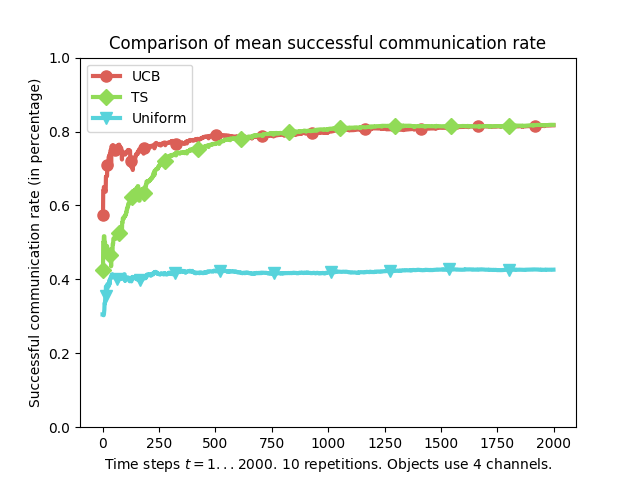 Comparison of mean successful communication rate
UCB
TS
Uniform
Successful communication rate (in percentage)
1.0
0.8
0.6
0.4
0.2
0.0
0 250 500 750 1000 1250 1500 1750 2000
Time steps t = 1...2000. 10 repetitions. Objects use 4 channels.